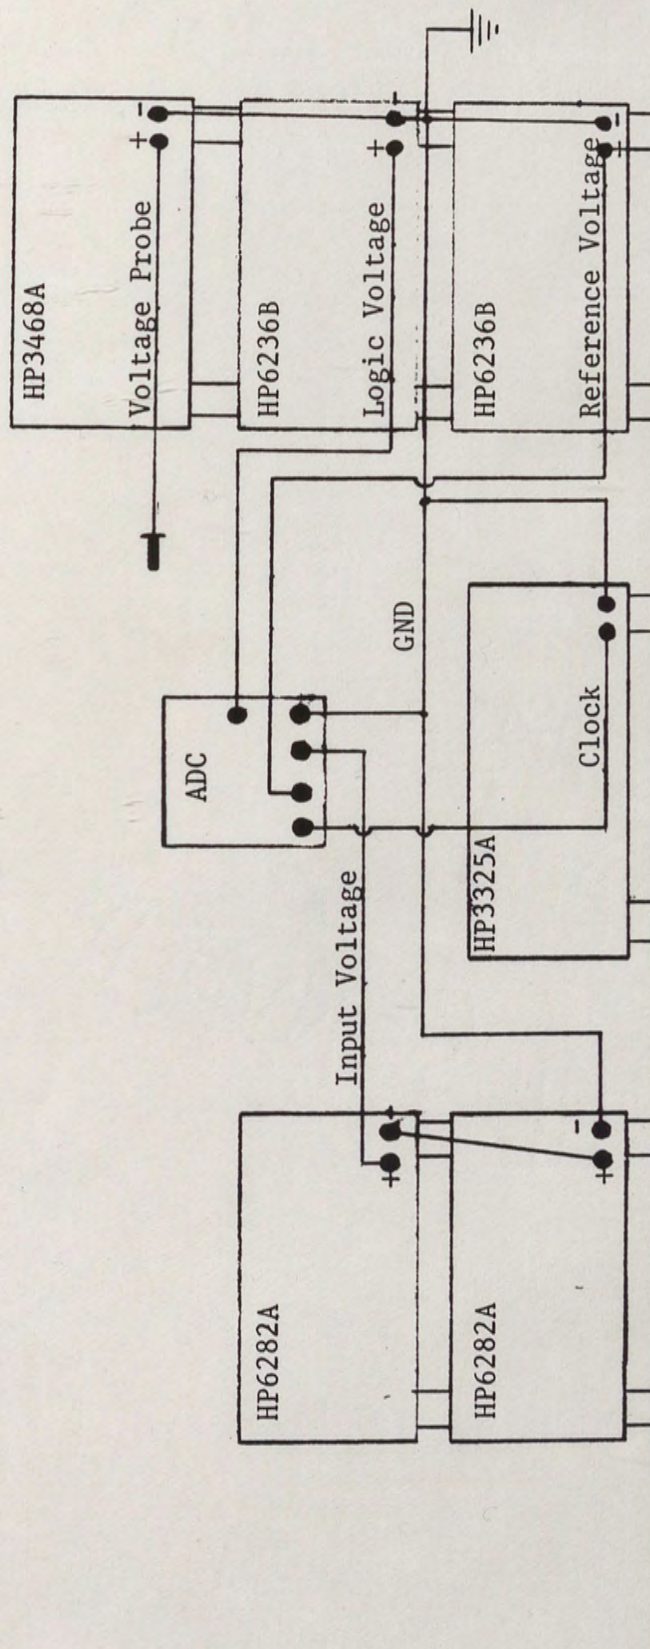 HP6282A
+
-
HP6282A
+
-
Input Voltage
ADC
HP3325A
Clock
GND
HP3468A
Voltage Probe
+ -
HP6236B
Logic Voltage
+ -
HP6236B
Reference Voltage
+ -